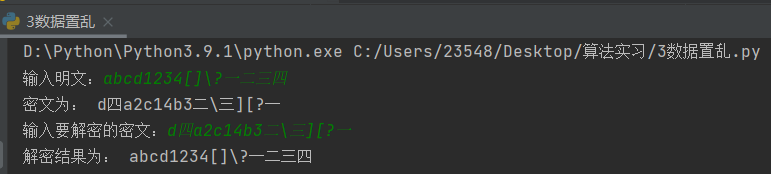 3数据置乱
D:\Python\Python3.9.1\python.exe C:/Users/23548/Desktop/算法实习/3数据置乱.py
输入明文：abcd1234[]\?一二三四
密文为： d四a2c14b3二\三][?一
输入要解密的密文：d四a2c14b3二\三][?一
解密结果为： abcd1234[]\?一二三四